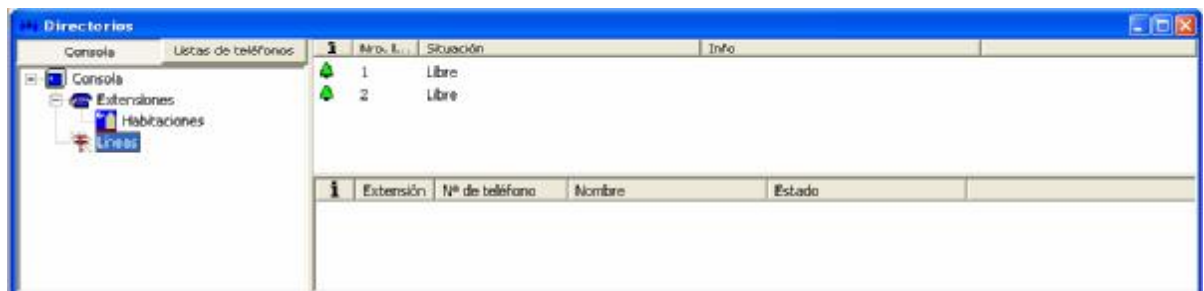 Directorios
Consola Listas de teléfonos
Consola
Extensiones
Habitaciones
Líneas
i Nro. l... Situación Info
1 Libre
2 Libre
i Extensión Nº de teléfono Nombre Estado